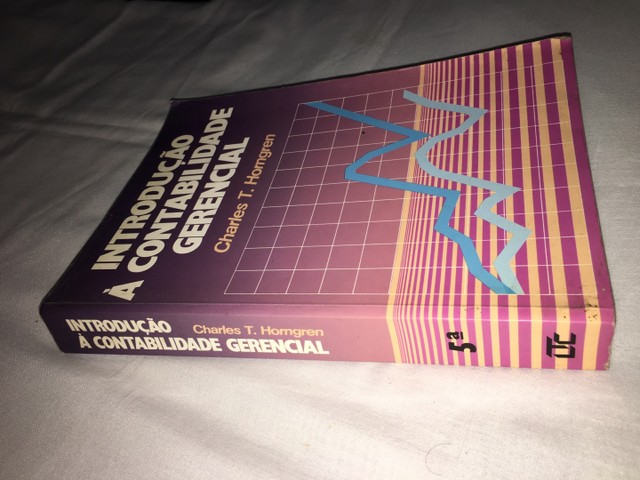 INTRODUÇÃO
À CONTABILIDADE
GERENCIAL
Charles T. Horngren
INTRODUÇÃO
À CONTABILIDADE GERENCIAL
Charles T. Horngren
5ª